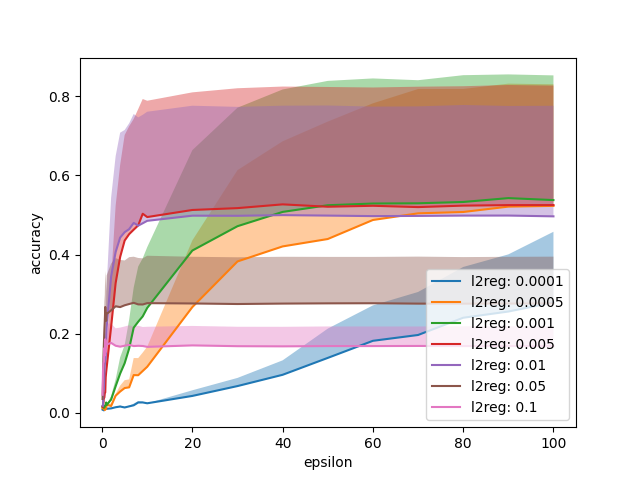 accuracy
0.8
0.6
0.4
0.2
0.0
0
20
40
60
80
100
epsilon
l2reg: 0.0001
l2reg: 0.0005
l2reg: 0.001
l2reg: 0.005
l2reg: 0.01
l2reg: 0.05
l2reg: 0.1